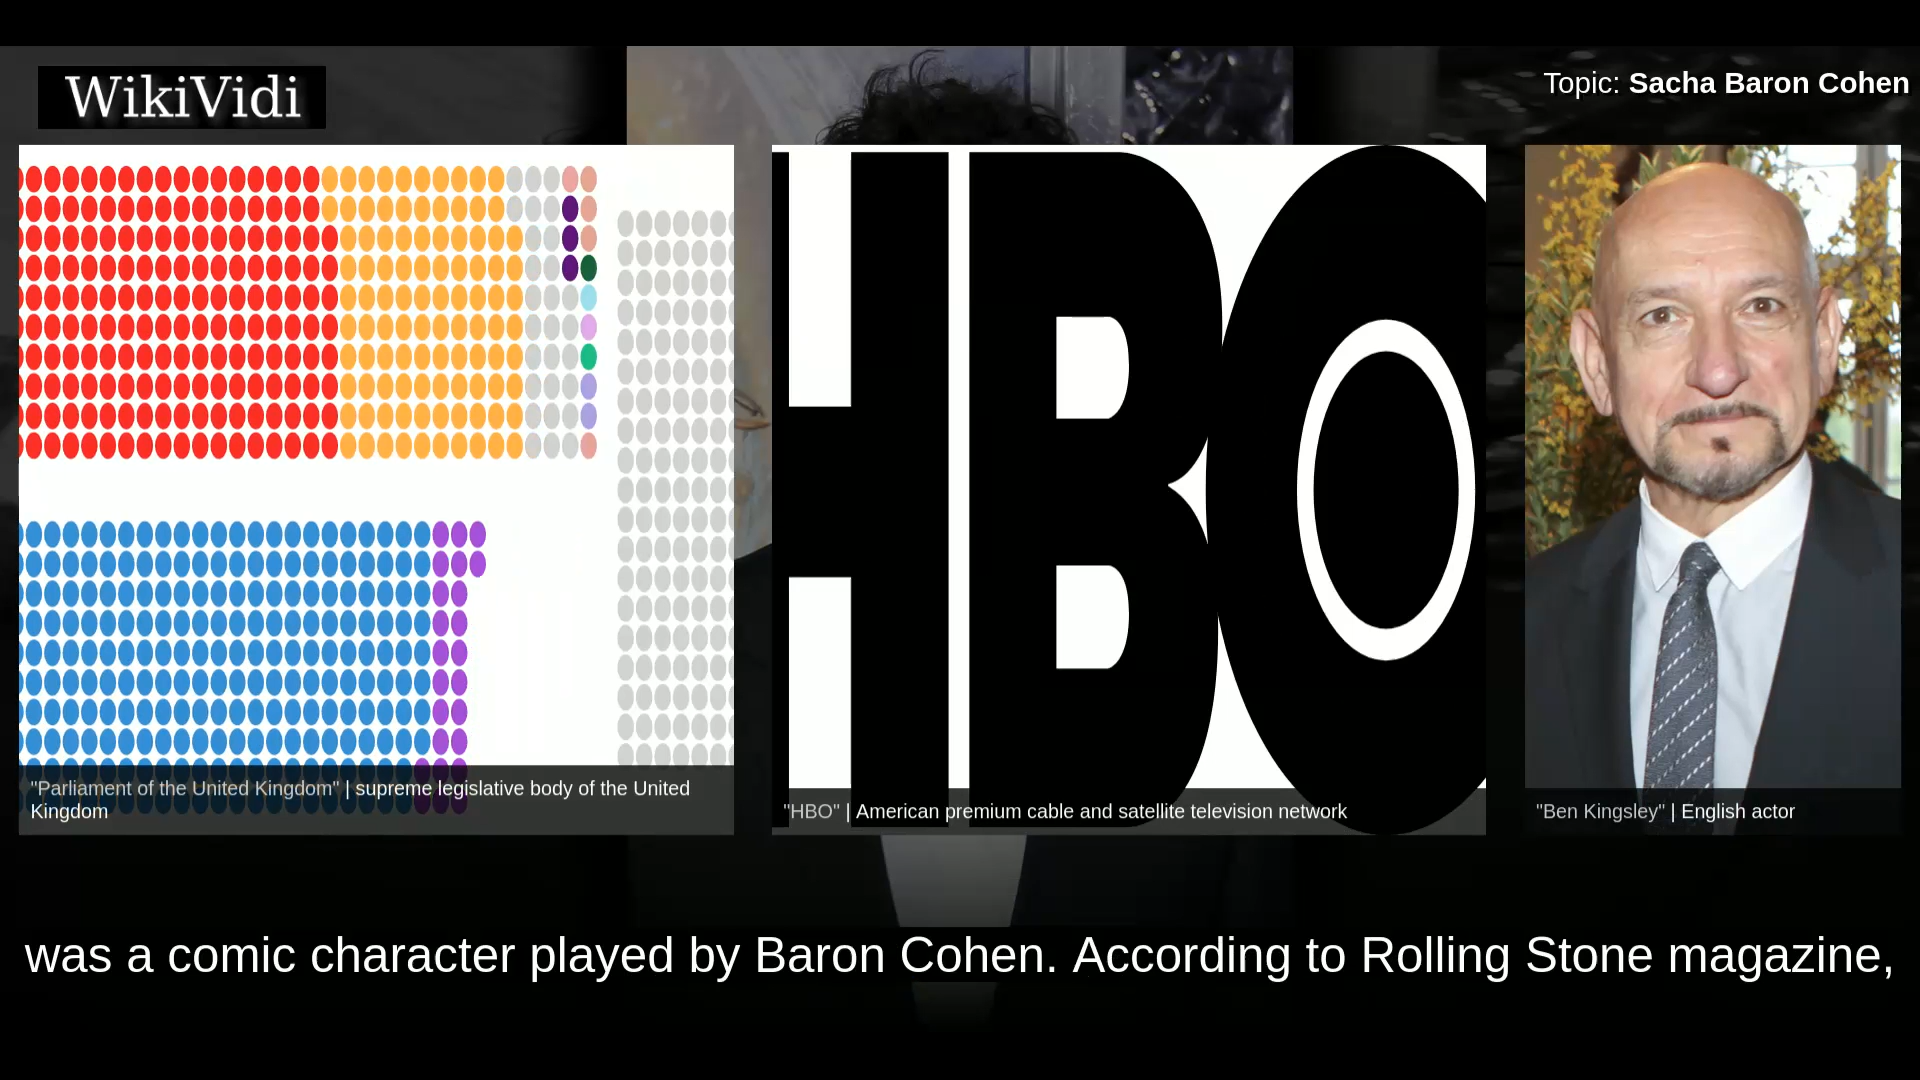 WikiVidi
Topic: Sacha Baron Cohen
HBO
"Parliament of the United Kingdom" | supreme legislative body of the United
Kingdom
"HBO" | American premium cable and satellite television network
"Ben Kingsley" | English actor
was a comic character played by Baron Cohen. According to Rolling Stone magazine,